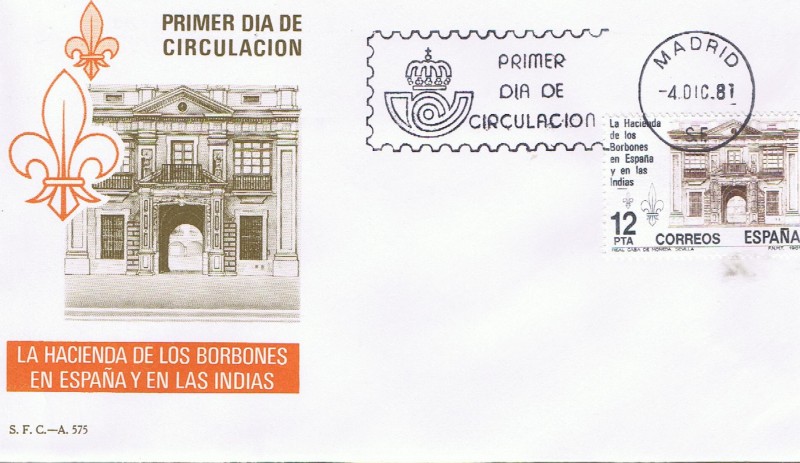 PRIMER DIA DE
CIRCULACION
LA HACIENDA DE LOS BORBONES
EN ESPAÑA Y EN LAS INDIAS
S. F. C.—A. 575
PRIMER
DIA DE
CIRCULACION
MADRID
-4.DIC.81
S.F.
La Hacienda
de los
Borbones
en España
y en las
Indias
12
PTA
CORREOS ESPAÑA
REAL CASA DE MONEDA. SEVILLA
F.N.M.T. 1981